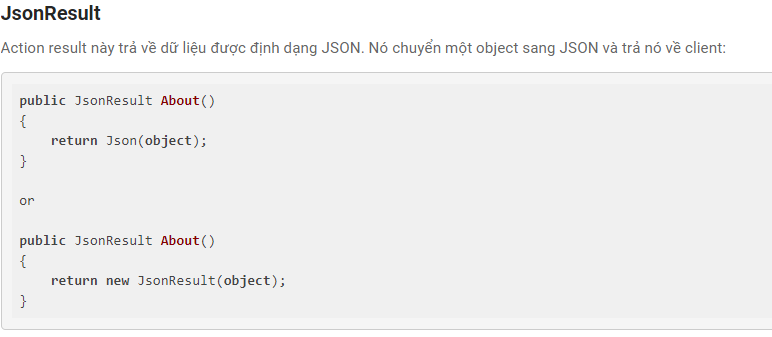 JsonResult
Action result này trả về dữ liệu được định dạng JSON. Nó chuyển một object sang JSON và trả nó về client:
public JsonResult About()
{
    return Json(object);
}
or
public JsonResult About()
{
    return new JsonResult(object);
}